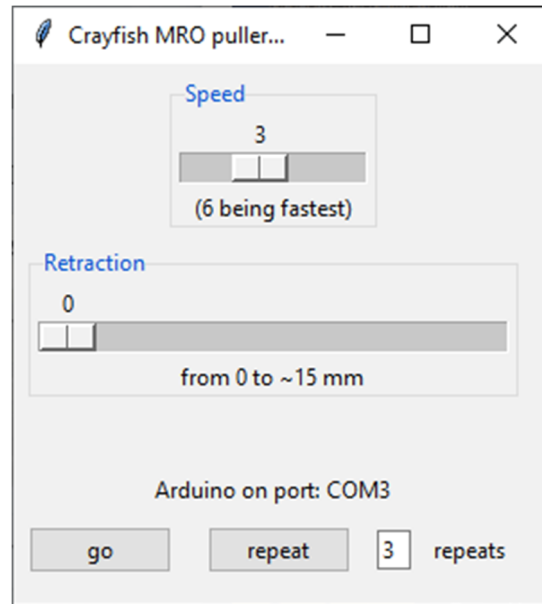 Crayfish MRO puller...
Speed
3
(6 being fastest)
Retraction
0
from 0 to ~15 mm
Arduino on port: COM3
go repeat 3 repeats